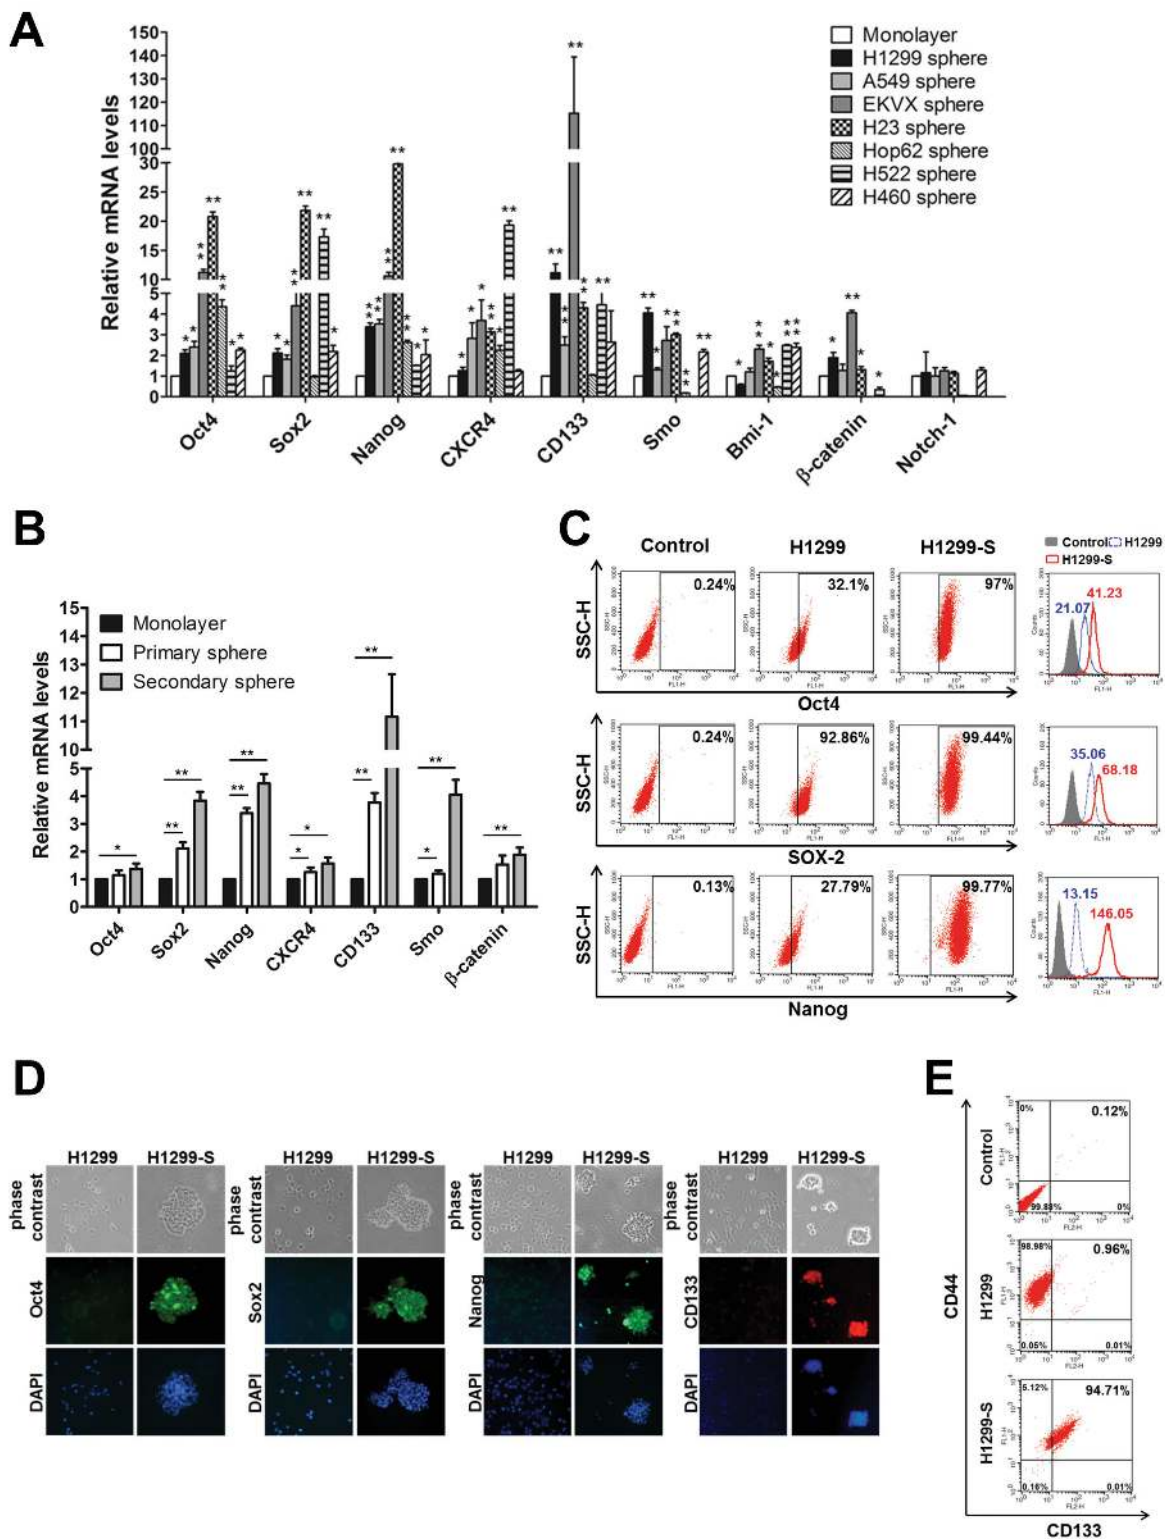 A
150
140
130
120
110
100
30
25
20
15
10
5
4
3
2
1
0
Relative mRNA levels
Monolayer
H1299 sphere
A549 sphere
EKVX sphere
H23 sphere
Hop62 sphere
H522 sphere
H460 sphere
Oct4
Sox2
Nanog
CXCR4
CD133
Smo
Bmi-1
β-catenin
Notch-1
B
15
14
13
12
11
10
5
4
3
2
1
0
Relative mRNA levels
Monolayer
Primary sphere
Secondary sphere
Oct4
Sox2
Nanog
CXCR4
CD133
Smo
β-catenin
C
Control H1299 H1299-S
Control H1299
H1299-S
SSC-H
0.24% 32.1% 97%
21.07 41.23
Oct4
SSC-H
0.24% 92.86% 99.44%
35.06 68.18
SOX-2
SSC-H
0.13% 27.79% 99.77%
13.15 146.05
Nanog
D
H1299 H1299-S H1299 H1299-S H1299 H1299-S H1299 H1299-S
phase contrast phase contrast phase contrast phase contrast
Oct4 Sox2 Nanog CD133
DAPI DAPI DAPI DAPI
E
Control
0% 0.12%
99.88% 0%
CD44
H1299
98.98% 0.96%
0.05% 0.01%
H1299-S
5.12% 94.71%
0.16% 0.01%
CD133